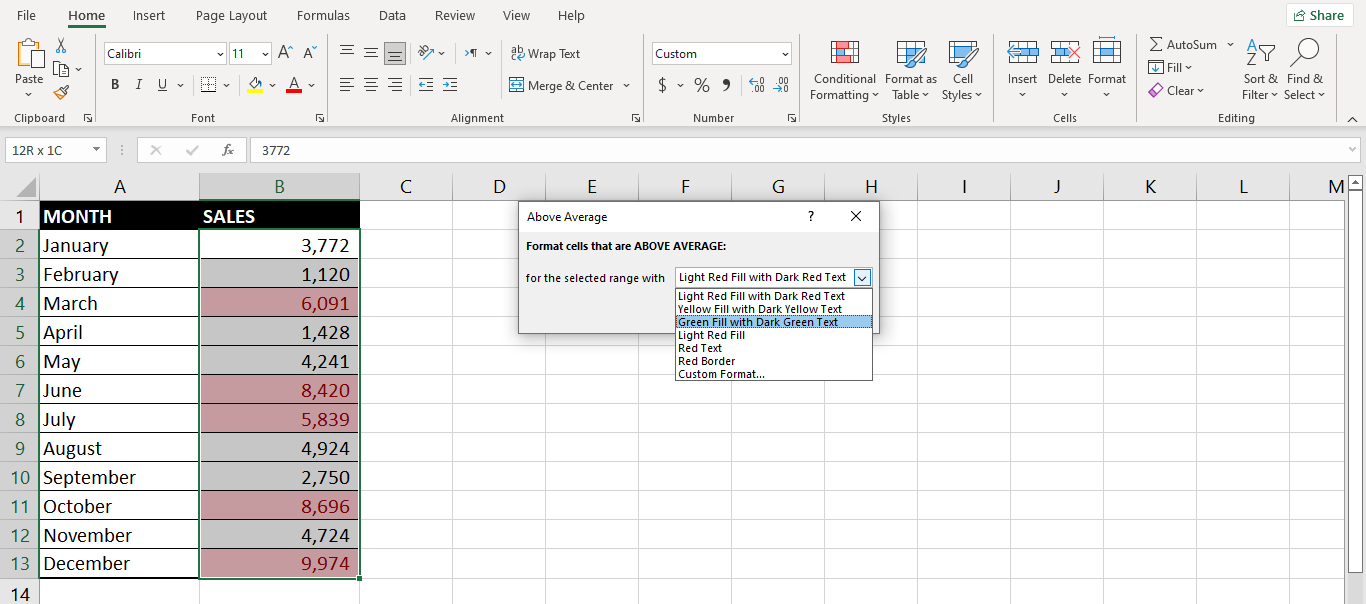 File Home Insert Page Layout Formulas Data Review View Help Share
Calibri 11 A^ A˅ ab Wrap Text Custom AutoSum
Paste Conditional Format as Cell Insert Delete Format Fill Sort & Find &
B I U A Merge & Center $ % , Formatting Table Styles Clear Filter Select
Clipboard Font Alignment Number Styles Cells Editing
12R x 1C fx 3772
A B C D E F G H I J K L M
1 MONTH SALES
2 January 3,772
3 February 1,120
4 March 6,091
5 April 1,428
6 May 4,241
7 June 8,420
8 July 5,839
9 August 4,924
10 September 2,750
11 October 8,696
12 November 4,724
13 December 9,974
14
Above Average ?
Format cells that are ABOVE AVERAGE:
for the selected range with Light Red Fill with Dark Red Text
Light Red Fill with Dark Red Text
Yellow Fill with Dark Yellow Text
Green Fill with Dark Green Text
Light Red Fill
Red Text
Red Border
Custom Format...